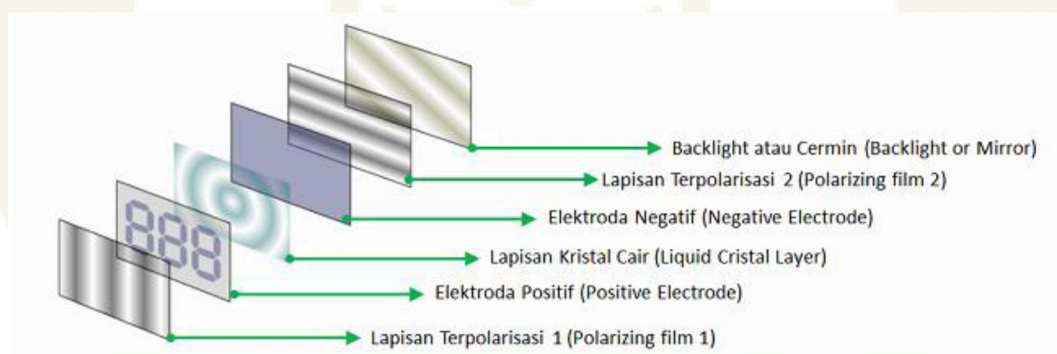 Backlight atau Cermin (Backlight or Mirror)
Lapisan Terpolarisasi 2 (Polarizing film 2)
Elektroda Negatif (Negative Electrode)
Lapisan Kristal Cair (Liquid Cristal Layer)
888
Elektroda Positif (Positive Electrode)
Lapisan Terpolarisasi 1 (Polarizing film 1)